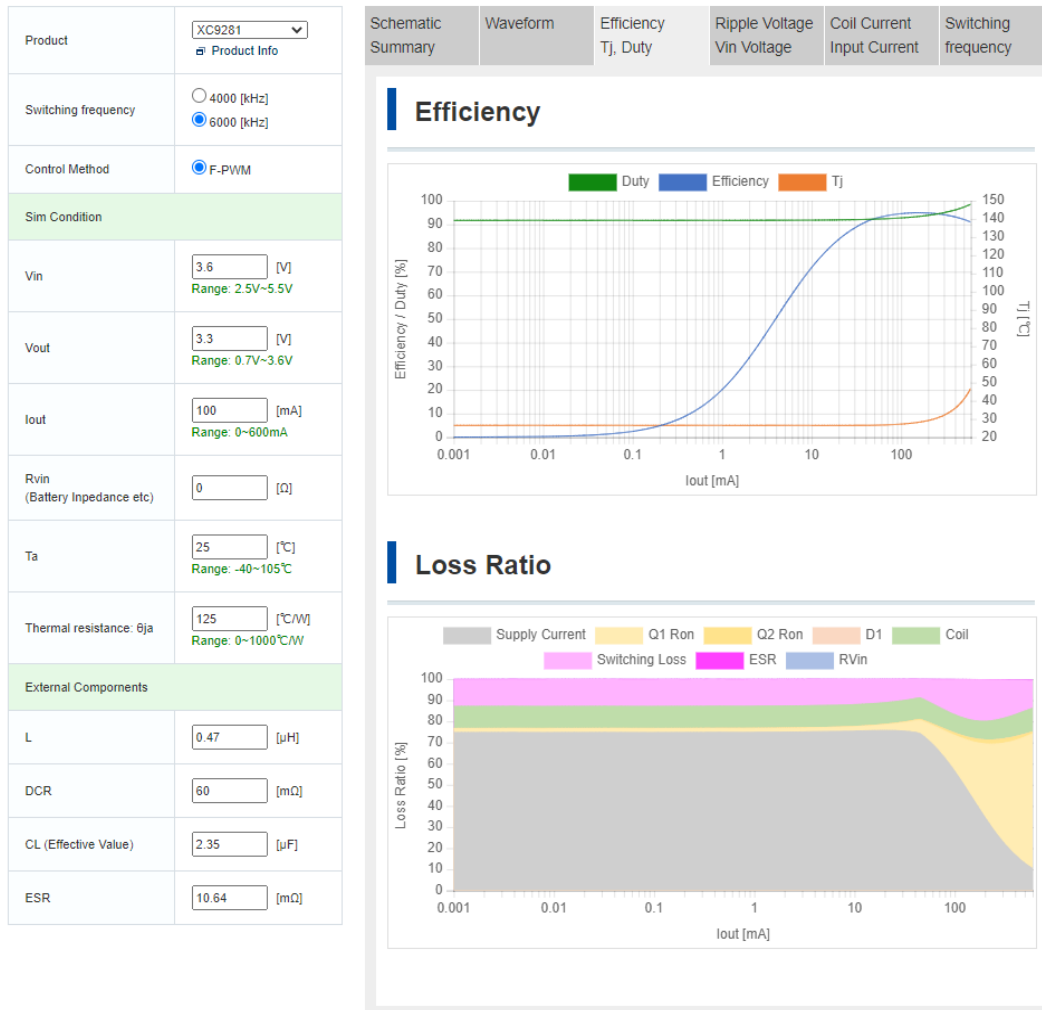 Product
XC9281
Product Info
Switching frequency
4000 [kHz]
6000 [kHz]
Control Method
F-PWM
Sim Condition
Vin
3.6 [V]
Range: 2.5V~5.5V
Vout
3.3 [V]
Range: 0.7V~3.6V
Iout
100 [mA]
Range: 0~600mA
Rvin
(Battery Inpedance etc)
0 [Ω]
Ta
25 [℃]
Range: -40~105℃
Thermal resistance: θja
125 [℃/W]
Range: 0~1000℃/W
External Compornents
L
0.47 [μH]
DCR
60 [mΩ]
CL (Effective Value)
2.35 [μF]
ESR
10.64 [mΩ]
Schematic
Summary
Waveform
Efficiency
Tj, Duty
Ripple Voltage
Vin Voltage
Coil Current
Input Current
Switching
frequency
Efficiency
Duty Efficiency Tj
100
90
80
70
60
50
40
30
20
10
0
Efficiency / Duty [%]
150
140
130
120
110
100
90
80
70
60
50
40
30
20
Tj [℃]
0.001 0.01 0.1 1 10 100
Iout [mA]
Loss Ratio
Supply Current Q1 Ron Q2 Ron D1 Coil
Switching Loss ESR RVin
100
90
80
70
60
50
40
30
20
10
0
Loss Ratio [%]
0.001 0.01 0.1 1 10 100
Iout [mA]